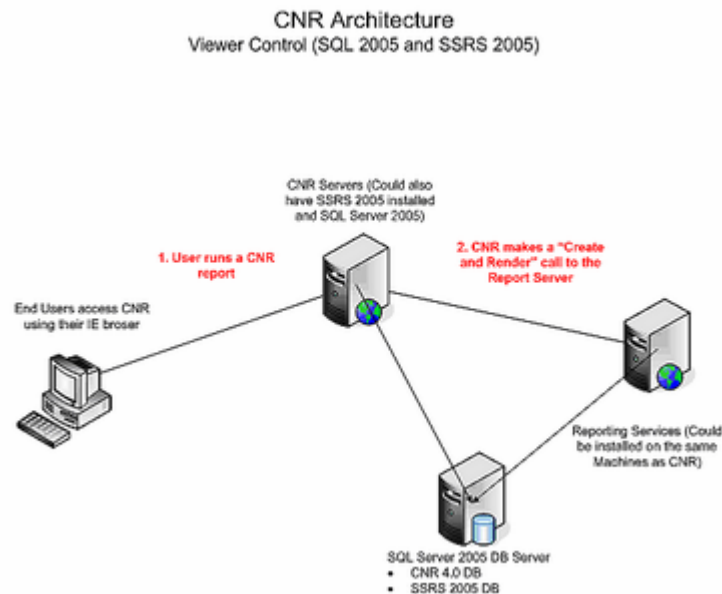 CNR Architecture
Viewer Control (SQL 2005 and SSRS 2005)
CNR Servers (Could also
have SSRS 2005 installed
and SQL Server 2005)
1. User runs a CNR
report
2. CNR makes a "Create
and Render" call to the
Report Server
End Users access CNR
using their IE broser
Reporting Services (Could
be installed on the same
Machines as CNR)
SQL Server 2005 DB Server
• CNR 4.0 DB
• SSRS 2005 DB